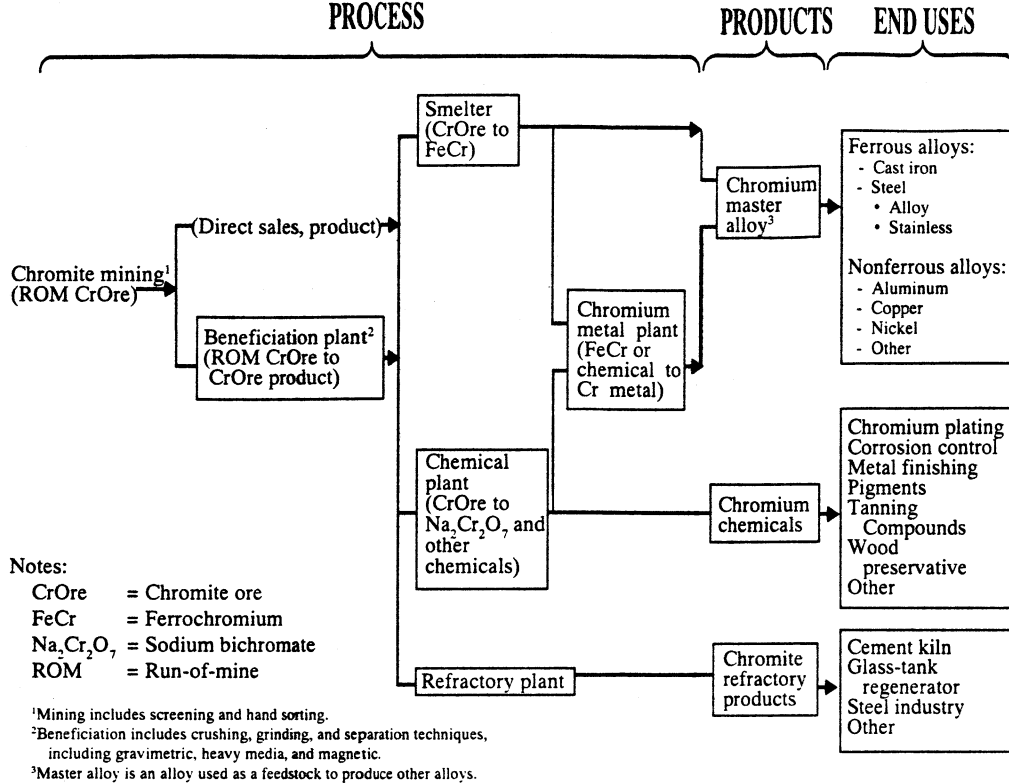 PROCESS
PRODUCTS
END USES
Smelter
(CrOre to
FeCr)
(Direct sales, product)
Chromite mining¹
(ROM CrOre)
Beneficiation plant²
(ROM CrOre to
CrOre product)
Chromium
metal plant
(FeCr or
chemical to
Cr metal)
Chemical
plant
(CrOre to
Na₂Cr₂O₇ and
other
chemicals)
Refractory plant
Chromium
master
alloy³
Chromium
chemicals
Chromite
refractory
products
Ferrous alloys:
- Cast iron
- Steel
• Alloy
• Stainless
Nonferrous alloys:
- Aluminum
- Copper
- Nickel
- Other
Chromium plating
Corrosion control
Metal finishing
Pigments
Tanning
Compounds
Wood
preservative
Other
Cement kiln
Glass-tank
regenerator
Steel industry
Other
Notes:
CrOre = Chromite ore
FeCr = Ferrochromium
Na₂Cr₂O₇ = Sodium bichromate
ROM = Run-of-mine
¹Mining includes screening and hand sorting.
²Beneficiation includes crushing, grinding, and separation techniques,
including gravimetric, heavy media, and magnetic.
³Master alloy is an alloy used as a feedstock to produce other alloys.